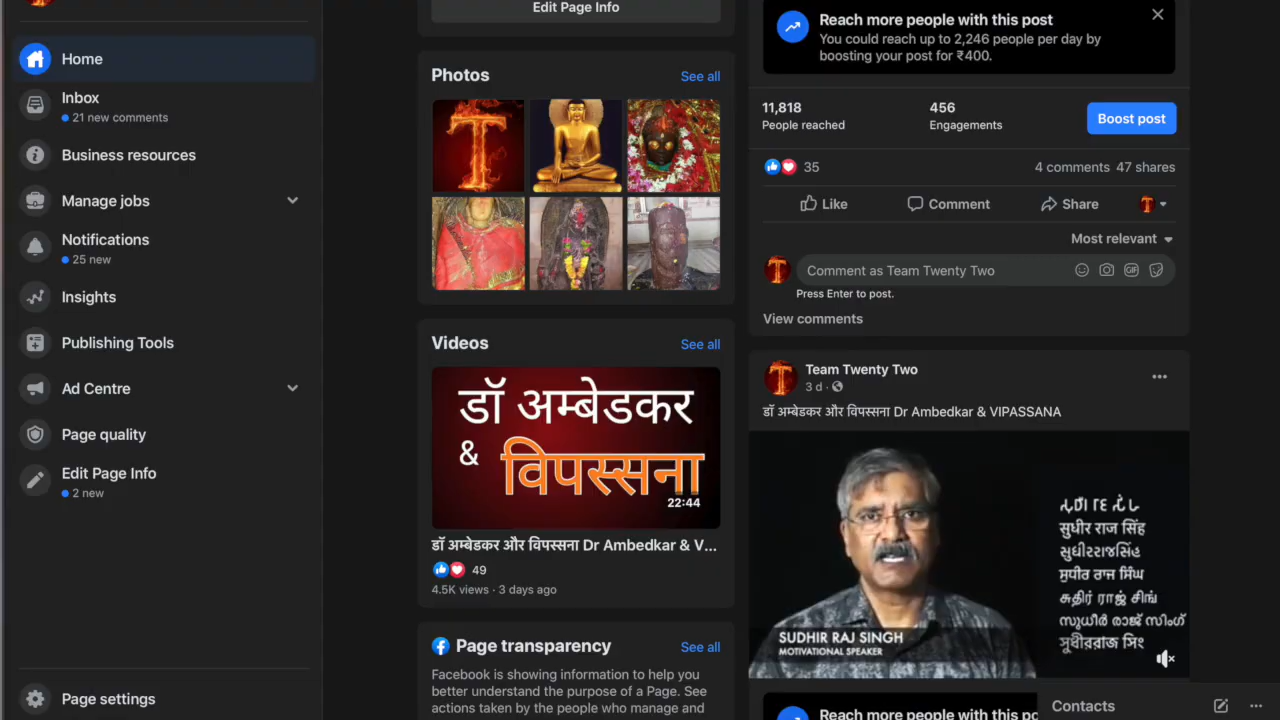 Home
Inbox
21 new comments
Business resources
Manage jobs
Notifications
25 new
Insights
Publishing Tools
Ad Centre
Page quality
Edit Page Info
2 new
Page settings
Edit Page Info
Photos
See all
Videos
See all
डॉ अम्बेडकर
&
विपस्सना
22:44
डॉ अम्बेडकर और विपस्सना Dr Ambedkar & V...
49
4.5K views · 3 days ago
Page transparency
See all
Facebook is showing information to help you
better understand the purpose of a Page. See
actions taken by the people who manage and
Reach more people with this post
You could reach up to 2,246 people per day by
boosting your post for ₹400.
11,818
People reached
456
Engagements
Boost post
35
4 comments 47 shares
Like
Comment
Share
Most relevant
Comment as Team Twenty Two
GIF
Press Enter to post.
View comments
Team Twenty Two
3 d ·
डॉ अम्बेडकर और विपस्सना Dr Ambedkar & VIPASSANA
सुधीर राज सिंह
સુધીરરાજસિંહ
ਸੁਧੀਰ ਰਾਜ ਸਿੰਘ
சுதிர் ராஜ் சிங்
സുധീർ രാജ് സിംഗ്
SUDHIR RAJ SINGH
MOTIVATIONAL SPEAKER
Reach more people with this
Contacts